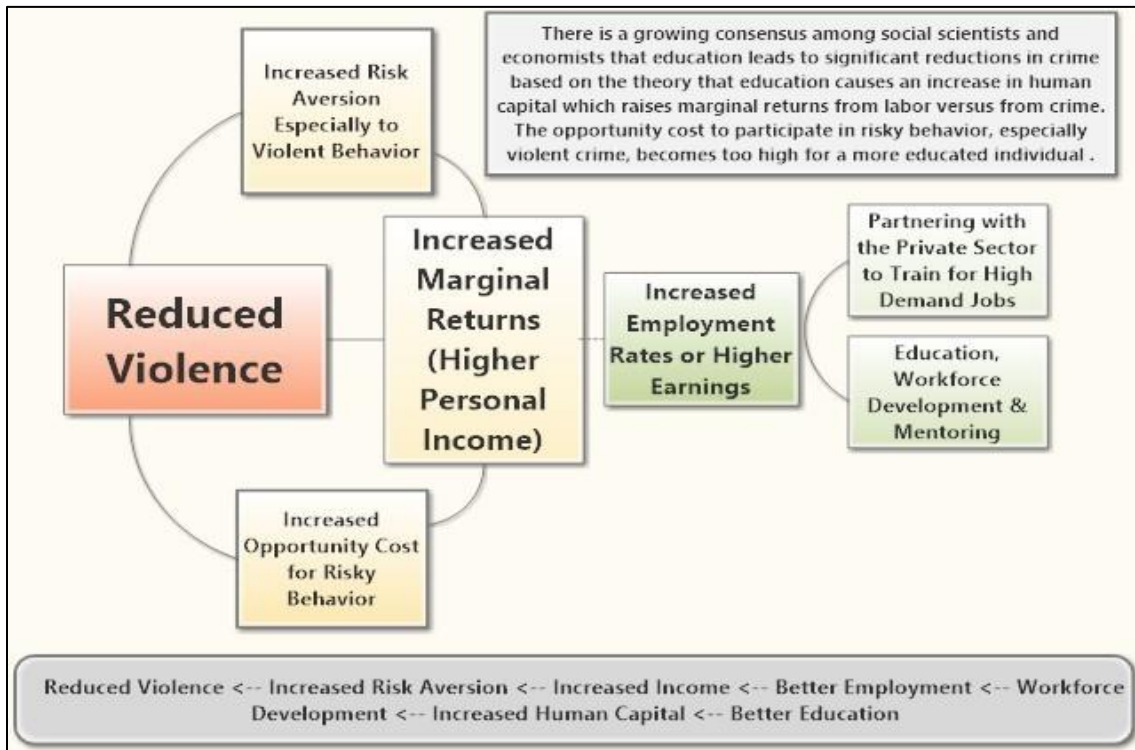 There is a growing consensus among social scientists and
economists that education leads to significant reductions in crime
based on the theory that education causes an increase in human
capital which raises marginal returns from labor versus from crime.
The opportunity cost to participate in risky behavior, especially
violent crime, becomes too high for a more educated individual .
Increased Risk
Aversion
Especially to
Violent Behavior
Reduced
Violence
Increased
Marginal
Returns
(Higher
Personal
Income)
Increased
Employment
Rates or Higher
Earnings
Partnering with
the Private Sector
to Train for High
Demand Jobs
Education,
Workforce
Development &
Mentoring
Increased
Opportunity Cost
for Risky
Behavior
Reduced Violence <-- Increased Risk Aversion <-- Increased Income <-- Better Employment <-- Workforce
Development <-- Increased Human Capital <-- Better Education